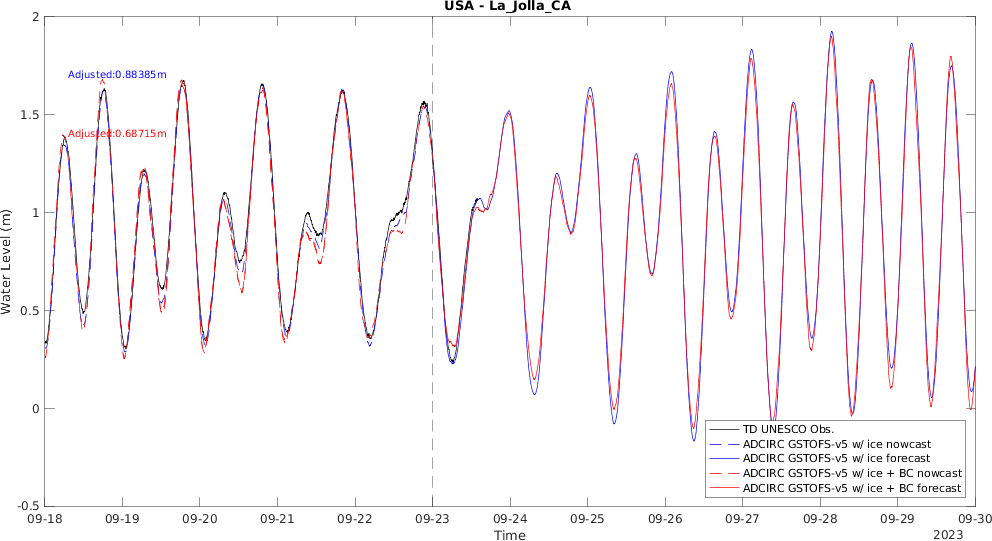 USA - La_Jolla_CA
2
Adjusted:0.88385m
1.5
Adjusted:0.68715m
1
Water Level (m)
0.5
0
TD UNESCO Obs.
ADCIRC GSTOFS-v5 w/ ice nowcast
ADCIRC GSTOFS-v5 w/ ice forecast
ADCIRC GSTOFS-v5 w/ ice + BC nowcast
ADCIRC GSTOFS-v5 w/ ice + BC forecast
-0.5
09-18 09-19 09-20 09-21 09-22 09-23 09-24 09-25 09-26 09-27 09-28 09-29 09-30
Time
2023